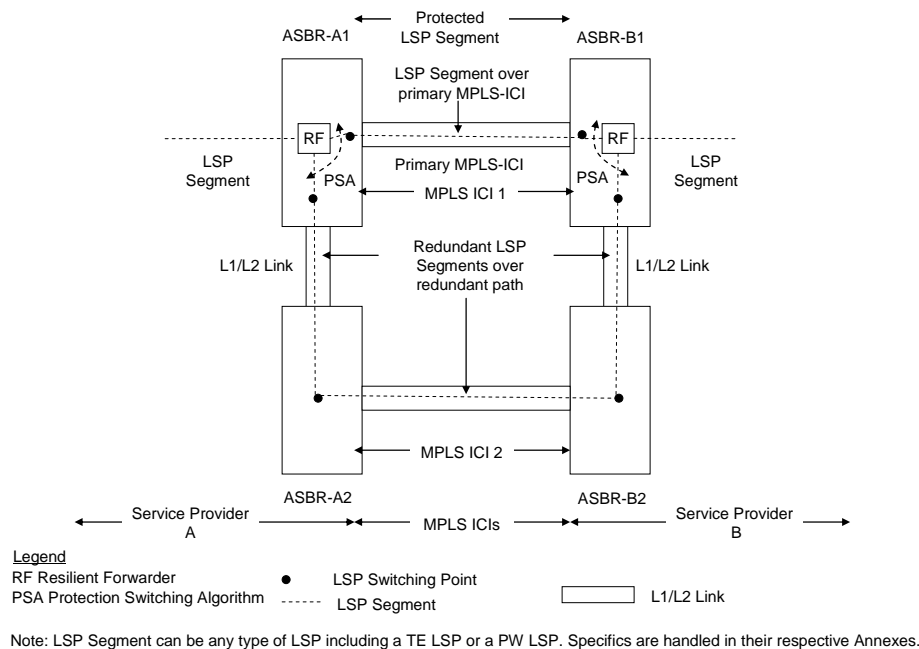 Protected
LSP Segment
ASBR-A1
ASBR-B1
LSP Segment over
primary MPLS-ICI
RF
RF
LSP
Segment
PSA
Primary MPLS-ICI
PSA
LSP
Segment
MPLS ICI 1
L1/L2 Link
Redundant LSP
Segments over
redundant path
L1/L2 Link
MPLS ICI 2
ASBR-A2
ASBR-B2
Service Provider
A
MPLS ICIs
Service Provider
B
Legend
RF Resilient Forwarder
PSA Protection Switching Algorithm
LSP Switching Point
LSP Segment
L1/L2 Link
Note: LSP Segment can be any type of LSP including a TE LSP or a PW LSP. Specifics are handled in their respective Annexes.